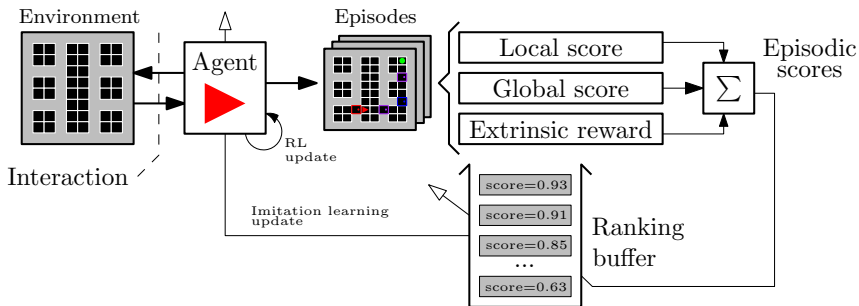 Environment
Episodes
Agent
Local score
Global score
Extrinsic reward
Σ
Episodic
scores
RL
update
Interaction
Imitation learning
update
score=0.93
score=0.91
score=0.85
...
score=0.63
Ranking
buffer